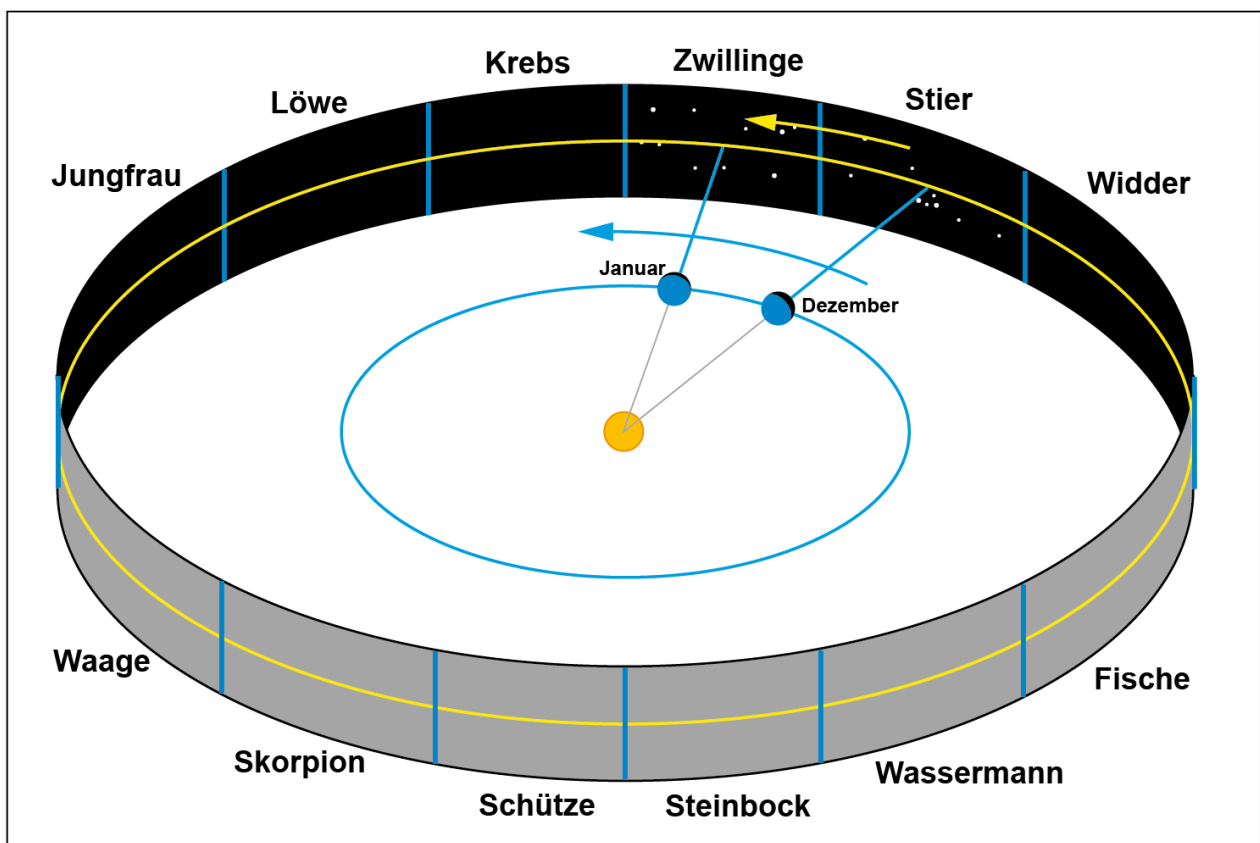 Krebs
Zwillinge
Löwe
Stier
Jungfrau
Widder
Januar
Dezember
Waage
Fische
Skorpion
Wassermann
Schütze
Steinbock